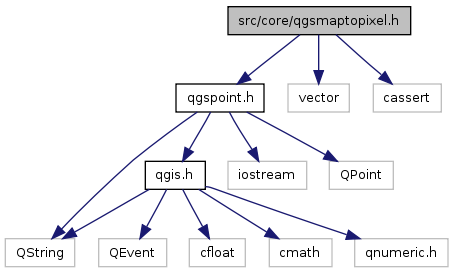 src/core/qgsmaptopixel.h
qgspoint.h
vector
cassert
qgis.h
iostream
QPoint
QString
QEvent
cfloat
cmath
qnumeric.h